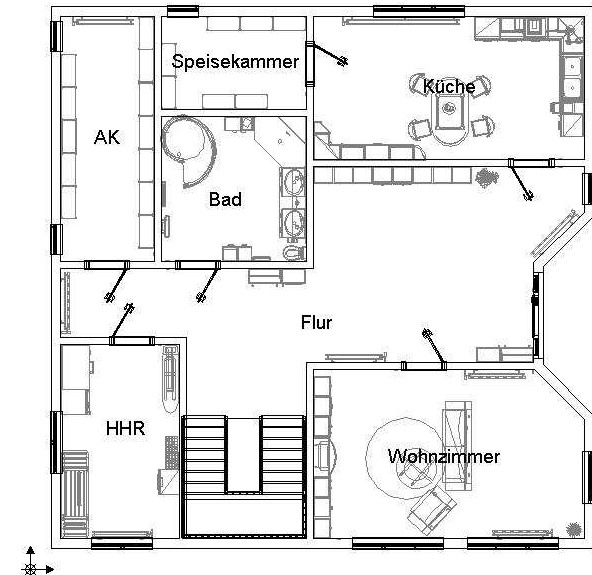 Speisekammer
Küche
AK
Bad
Flur
HHR
Wohnzimmer